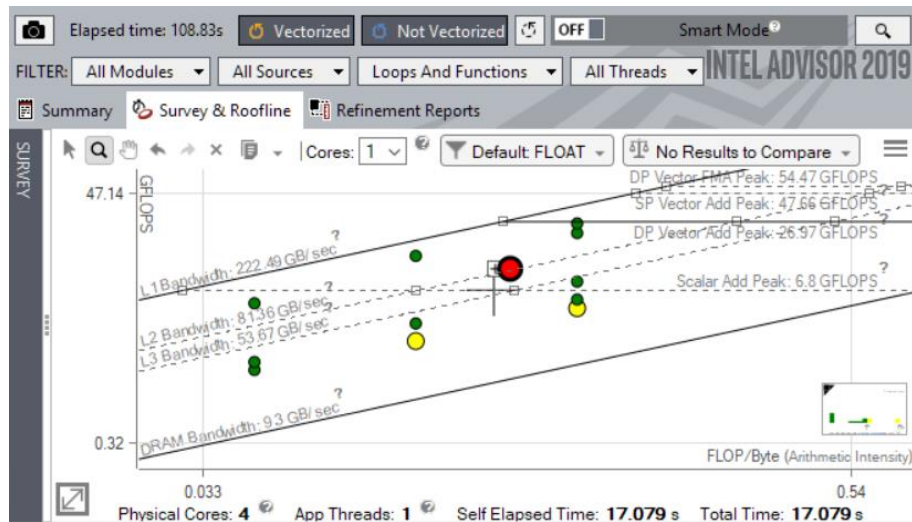 Elapsed time: 108.83s Vectorized Not Vectorized OFF Smart Mode?
FILTER: All Modules All Sources Loops And Functions All Threads INTEL ADVISOR 2019
Summary Survey & Roofline Refinement Reports
SURVEY
Cores: 1 ? Default: FLOAT No Results to Compare
GFLOPS
47.14
DP Vector FMA Peak: 54.47 GFLOPS
SP Vector Add Peak: 47.66 GFLOPS ?
DP Vector Add Peak: 26.97 GFLOPS ?
L1 Bandwidth: 222.49 GB/sec ?
Scalar Add Peak: 6.8 GFLOPS ?
L2 Bandwidth: 81.36 GB/sec ?
L3 Bandwidth: 53.67 GB/sec ?
DRAM Bandwidth: 9.3 GB/sec ?
0.32
FLOP/Byte (Arithmetic Intensity)
0.033 0.54
Physical Cores: 4 ? App Threads: 1 ? Self Elapsed Time: 17.079 s Total Time: 17.079 s